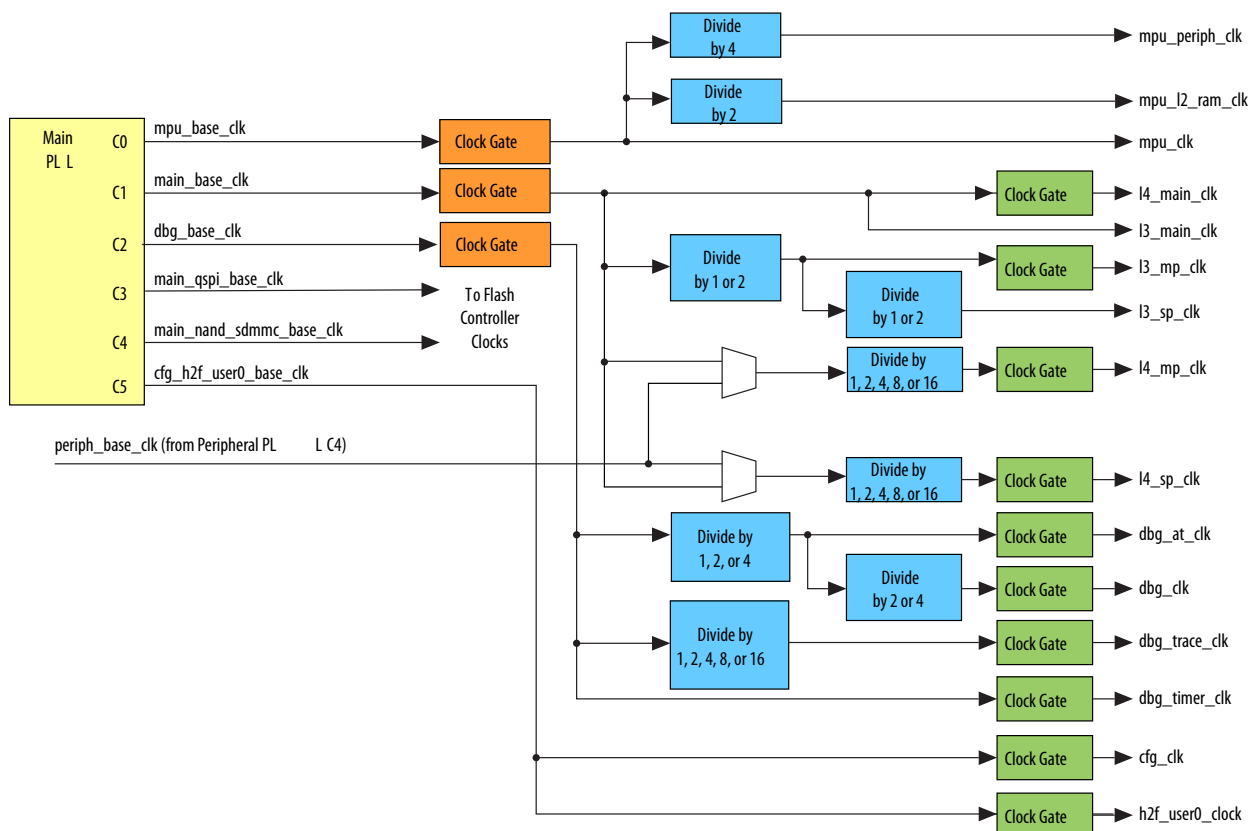 Divide
by 4
mpu_periph_clk
Divide
by 2
mpu_l2_ram_clk
Main
PL L
C0
mpu_base_clk
Clock Gate
mpu_clk
C1
main_base_clk
Clock Gate
Clock Gate
l4_main_clk
C2
dbg_base_clk
Clock Gate
l3_main_clk
Divide
by 1 or 2
Clock Gate
l3_mp_clk
C3
main_qspi_base_clk
To Flash
Controller
Clocks
Divide
by 1 or 2
l3_sp_clk
C4
main_nand_sdmmc_base_clk
C5
cfg_h2f_user0_base_clk
Divide by
1, 2, 4, 8, or 16
Clock Gate
l4_mp_clk
periph_base_clk (from Peripheral PL L C4)
Divide by
1, 2, 4, 8, or 16
Clock Gate
l4_sp_clk
Divide by
1, 2, or 4
Clock Gate
dbg_at_clk
Divide
by 2 or 4
Clock Gate
dbg_clk
Divide by
1, 2, 4, 8, or 16
Clock Gate
dbg_trace_clk
Clock Gate
dbg_timer_clk
Clock Gate
cfg_clk
Clock Gate
h2f_user0_clock